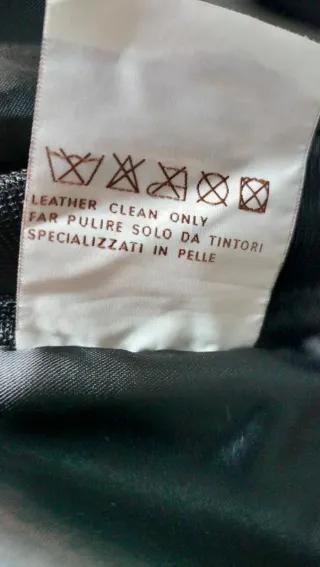 LEATHER CLEAN ONLY
FAR PULIRE SOLO DA TINTORI
SPECIALIZZATI IN PELLE